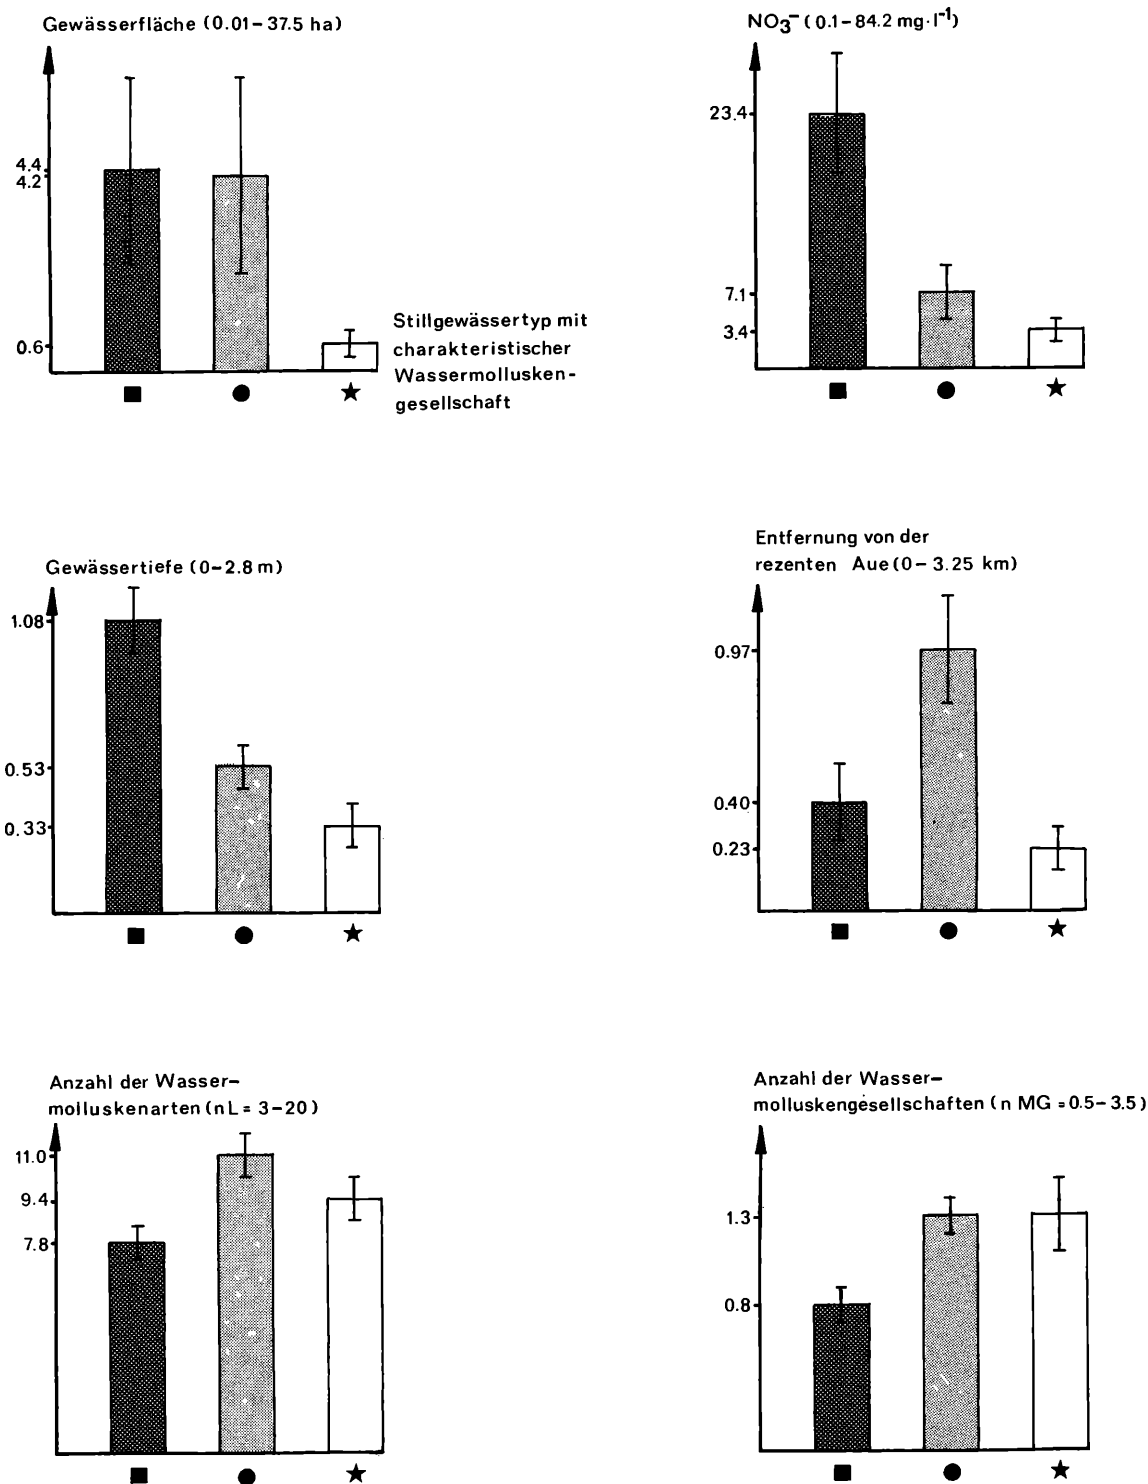 Gewässerfläche (0.01–37.5 ha)
4.4
4.2
0.6
Stillgewässertyp mit
charakteristischer
Wassermollusken-
gesellschaft
NO₃⁻ (0.1–84.2 mg·l⁻¹)
23.4
7.1
3.4
Gewässertiefe (0–2.8 m)
1.08
0.53
0.33
Entfernung von der
rezenten Aue (0–3.25 km)
0.97
0.40
0.23
Anzahl der Wasser–
molluskenarten (nL = 3–20)
11.0
9.4
7.8
Anzahl der Wasser–
molluskengesellschaften (n MG = 0.5–3.5)
1.3
0.8